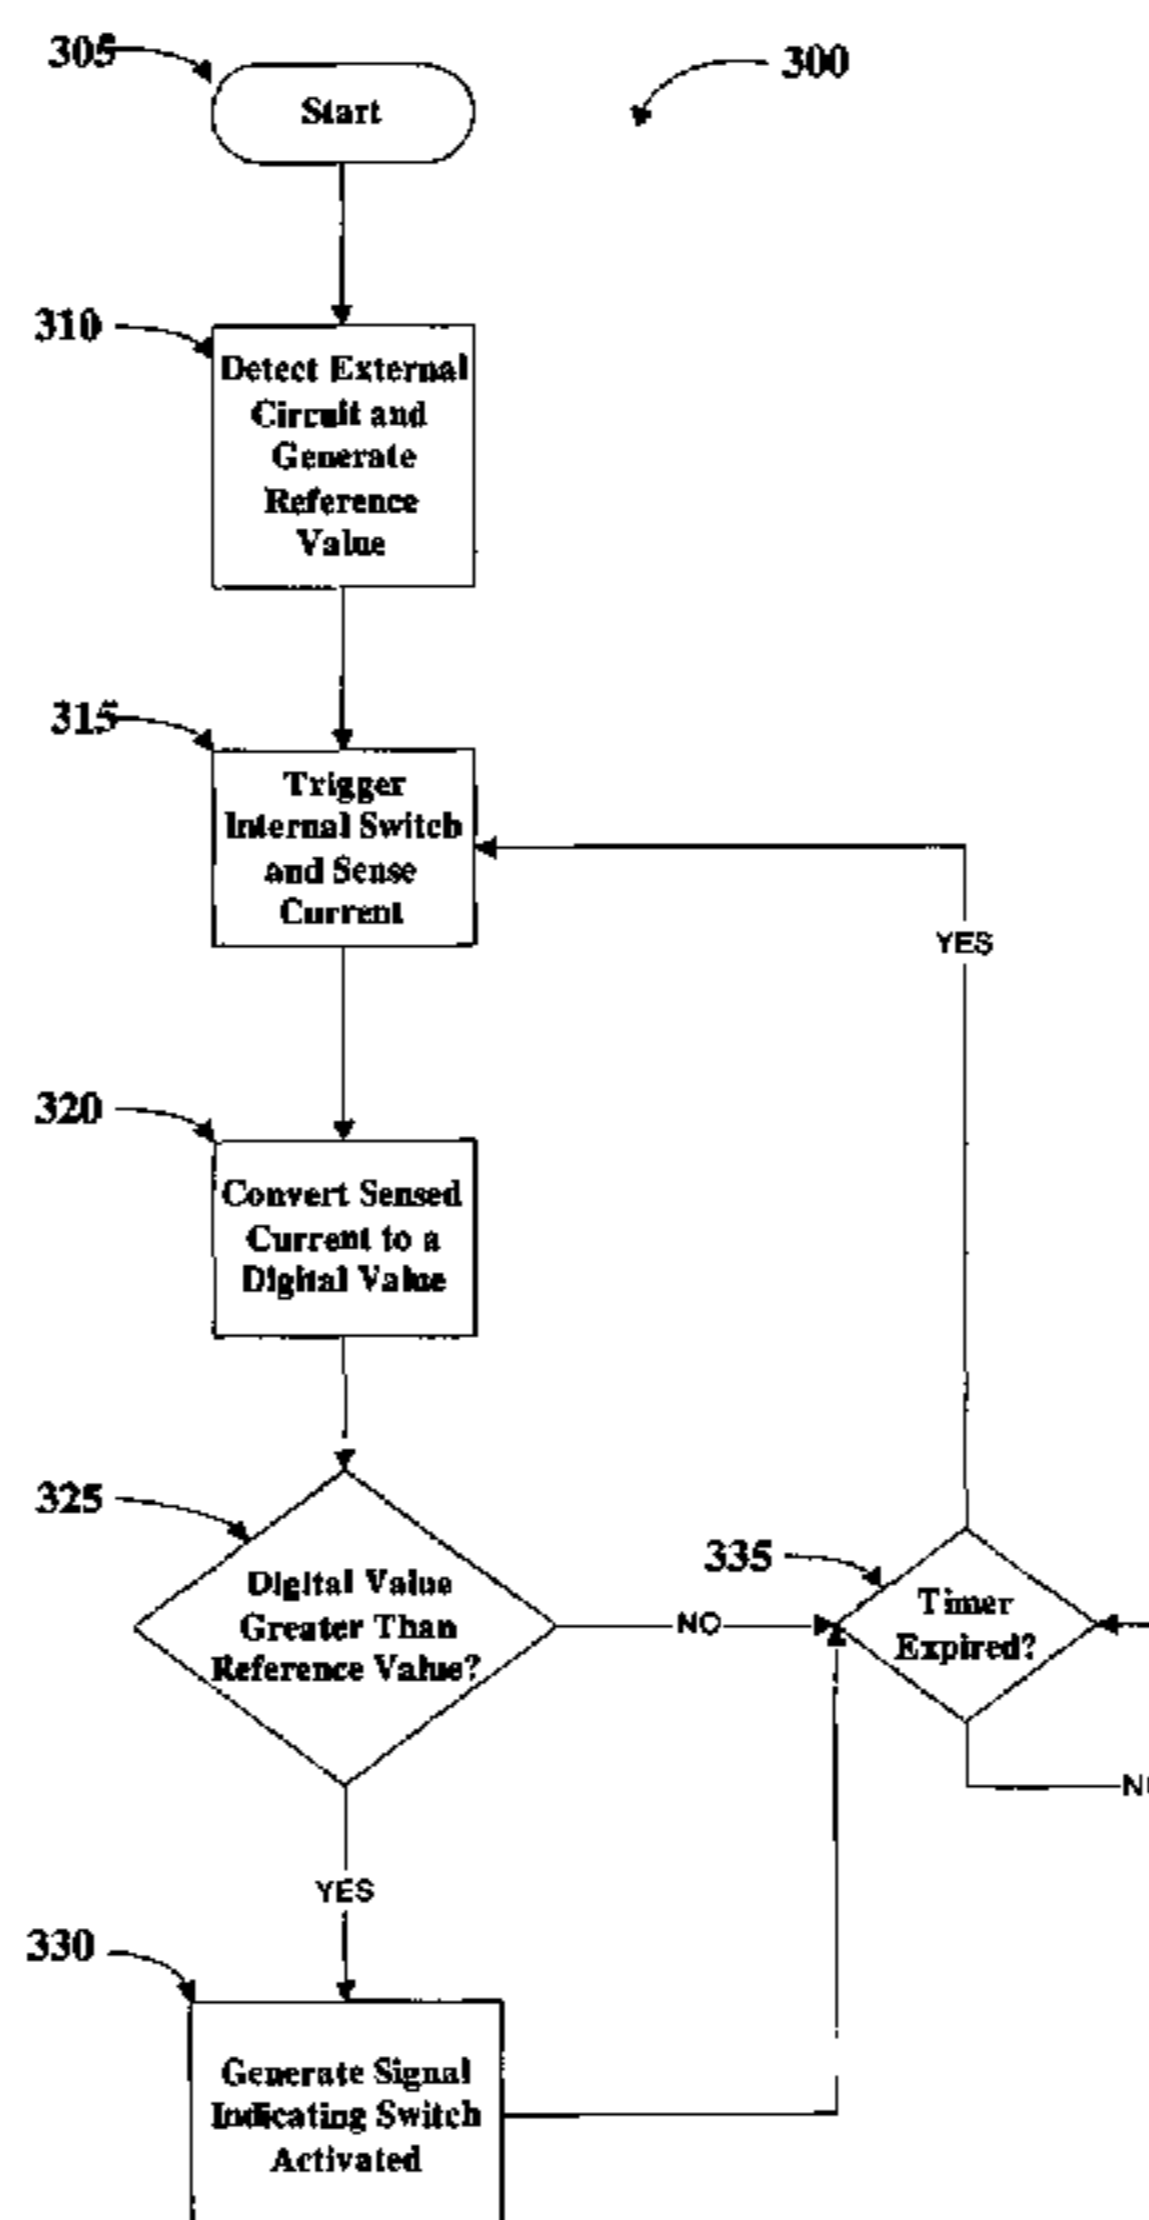 305
300
Start
310
Detect External
Circuit and
Generate
Reference
Value
315
Trigger
Internal Switch
and Sense
Current
YES
320
Convert Sensed
Current to a
Digital Value
325
Digital Value
Greater Than
Reference Value?
NO
335
Timer
Expired?
YES
330
Generate Signal
Indicating Switch
Activated